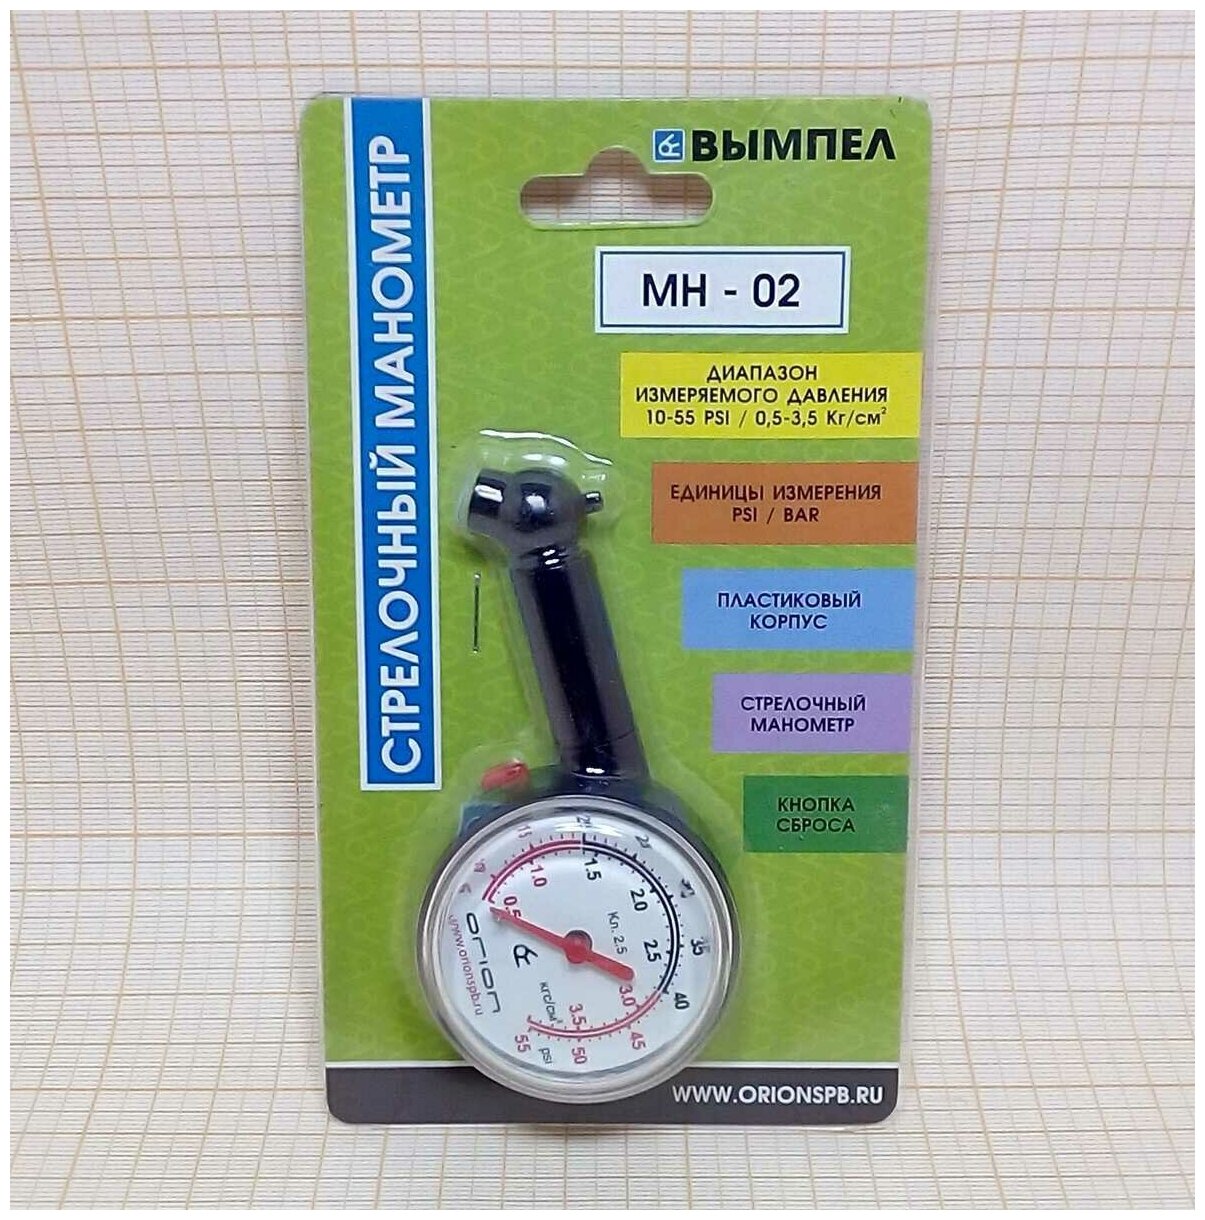 СТРЕЛОЧНЫЙ МАНОМЕТР
ВЫМПЕЛ
МН - 02
ДИАПАЗОН
ИЗМЕРЯЕМОГО ДАВЛЕНИЯ
10-55 PSI / 0,5-3,5 Кг/см²
ЕДИНИЦЫ ИЗМЕРЕНИЯ
PSI / BAR
ПЛАСТИКОВЫЙ
КОРПУС
СТРЕЛОЧНЫЙ
МАНОМЕТР
КНОПКА
СБРОСА
15
1.0
0.5
1.5
2.0
2.5
3.0
3.5
35
40
45
50
55
Кл. 2.5
кгс/см²
psi
orion
www.orionspb.ru
WWW.ORIONSPB.RU